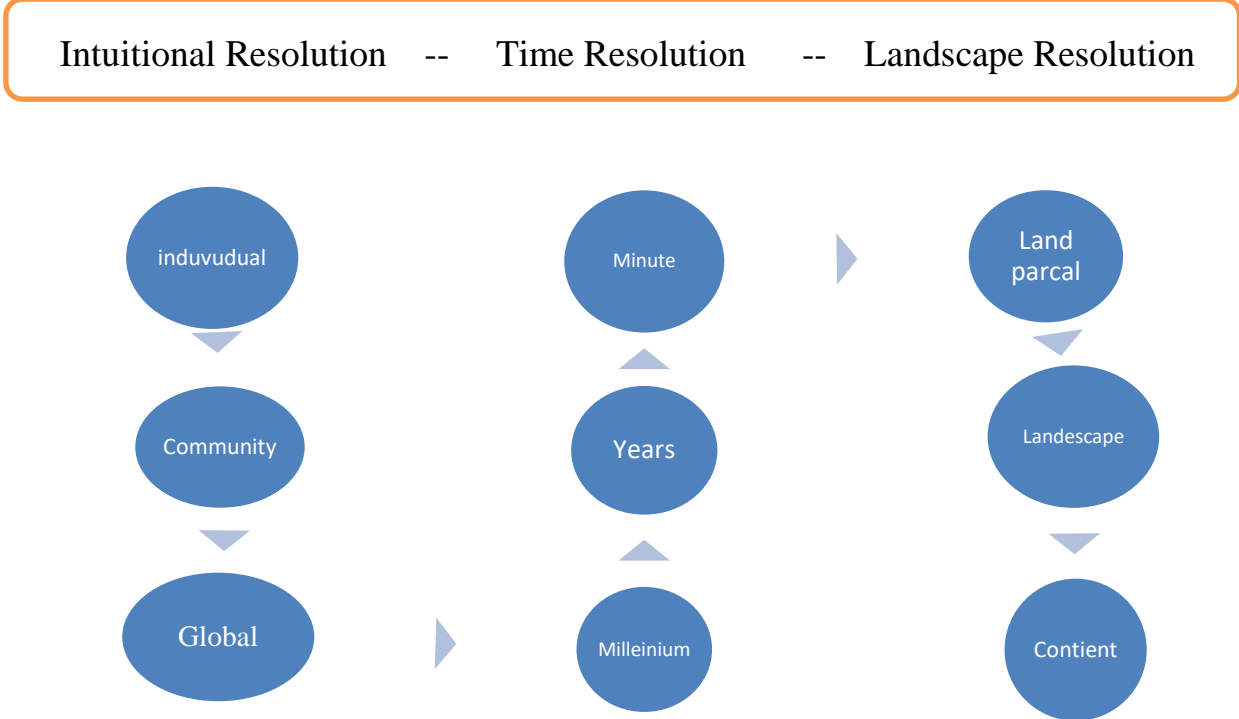 Intuitional Resolution -- Time Resolution -- Landscape Resolution
induvudual
Community
Global
Minute
Years
Milleinium
Land
parcal
Landescape
Contient